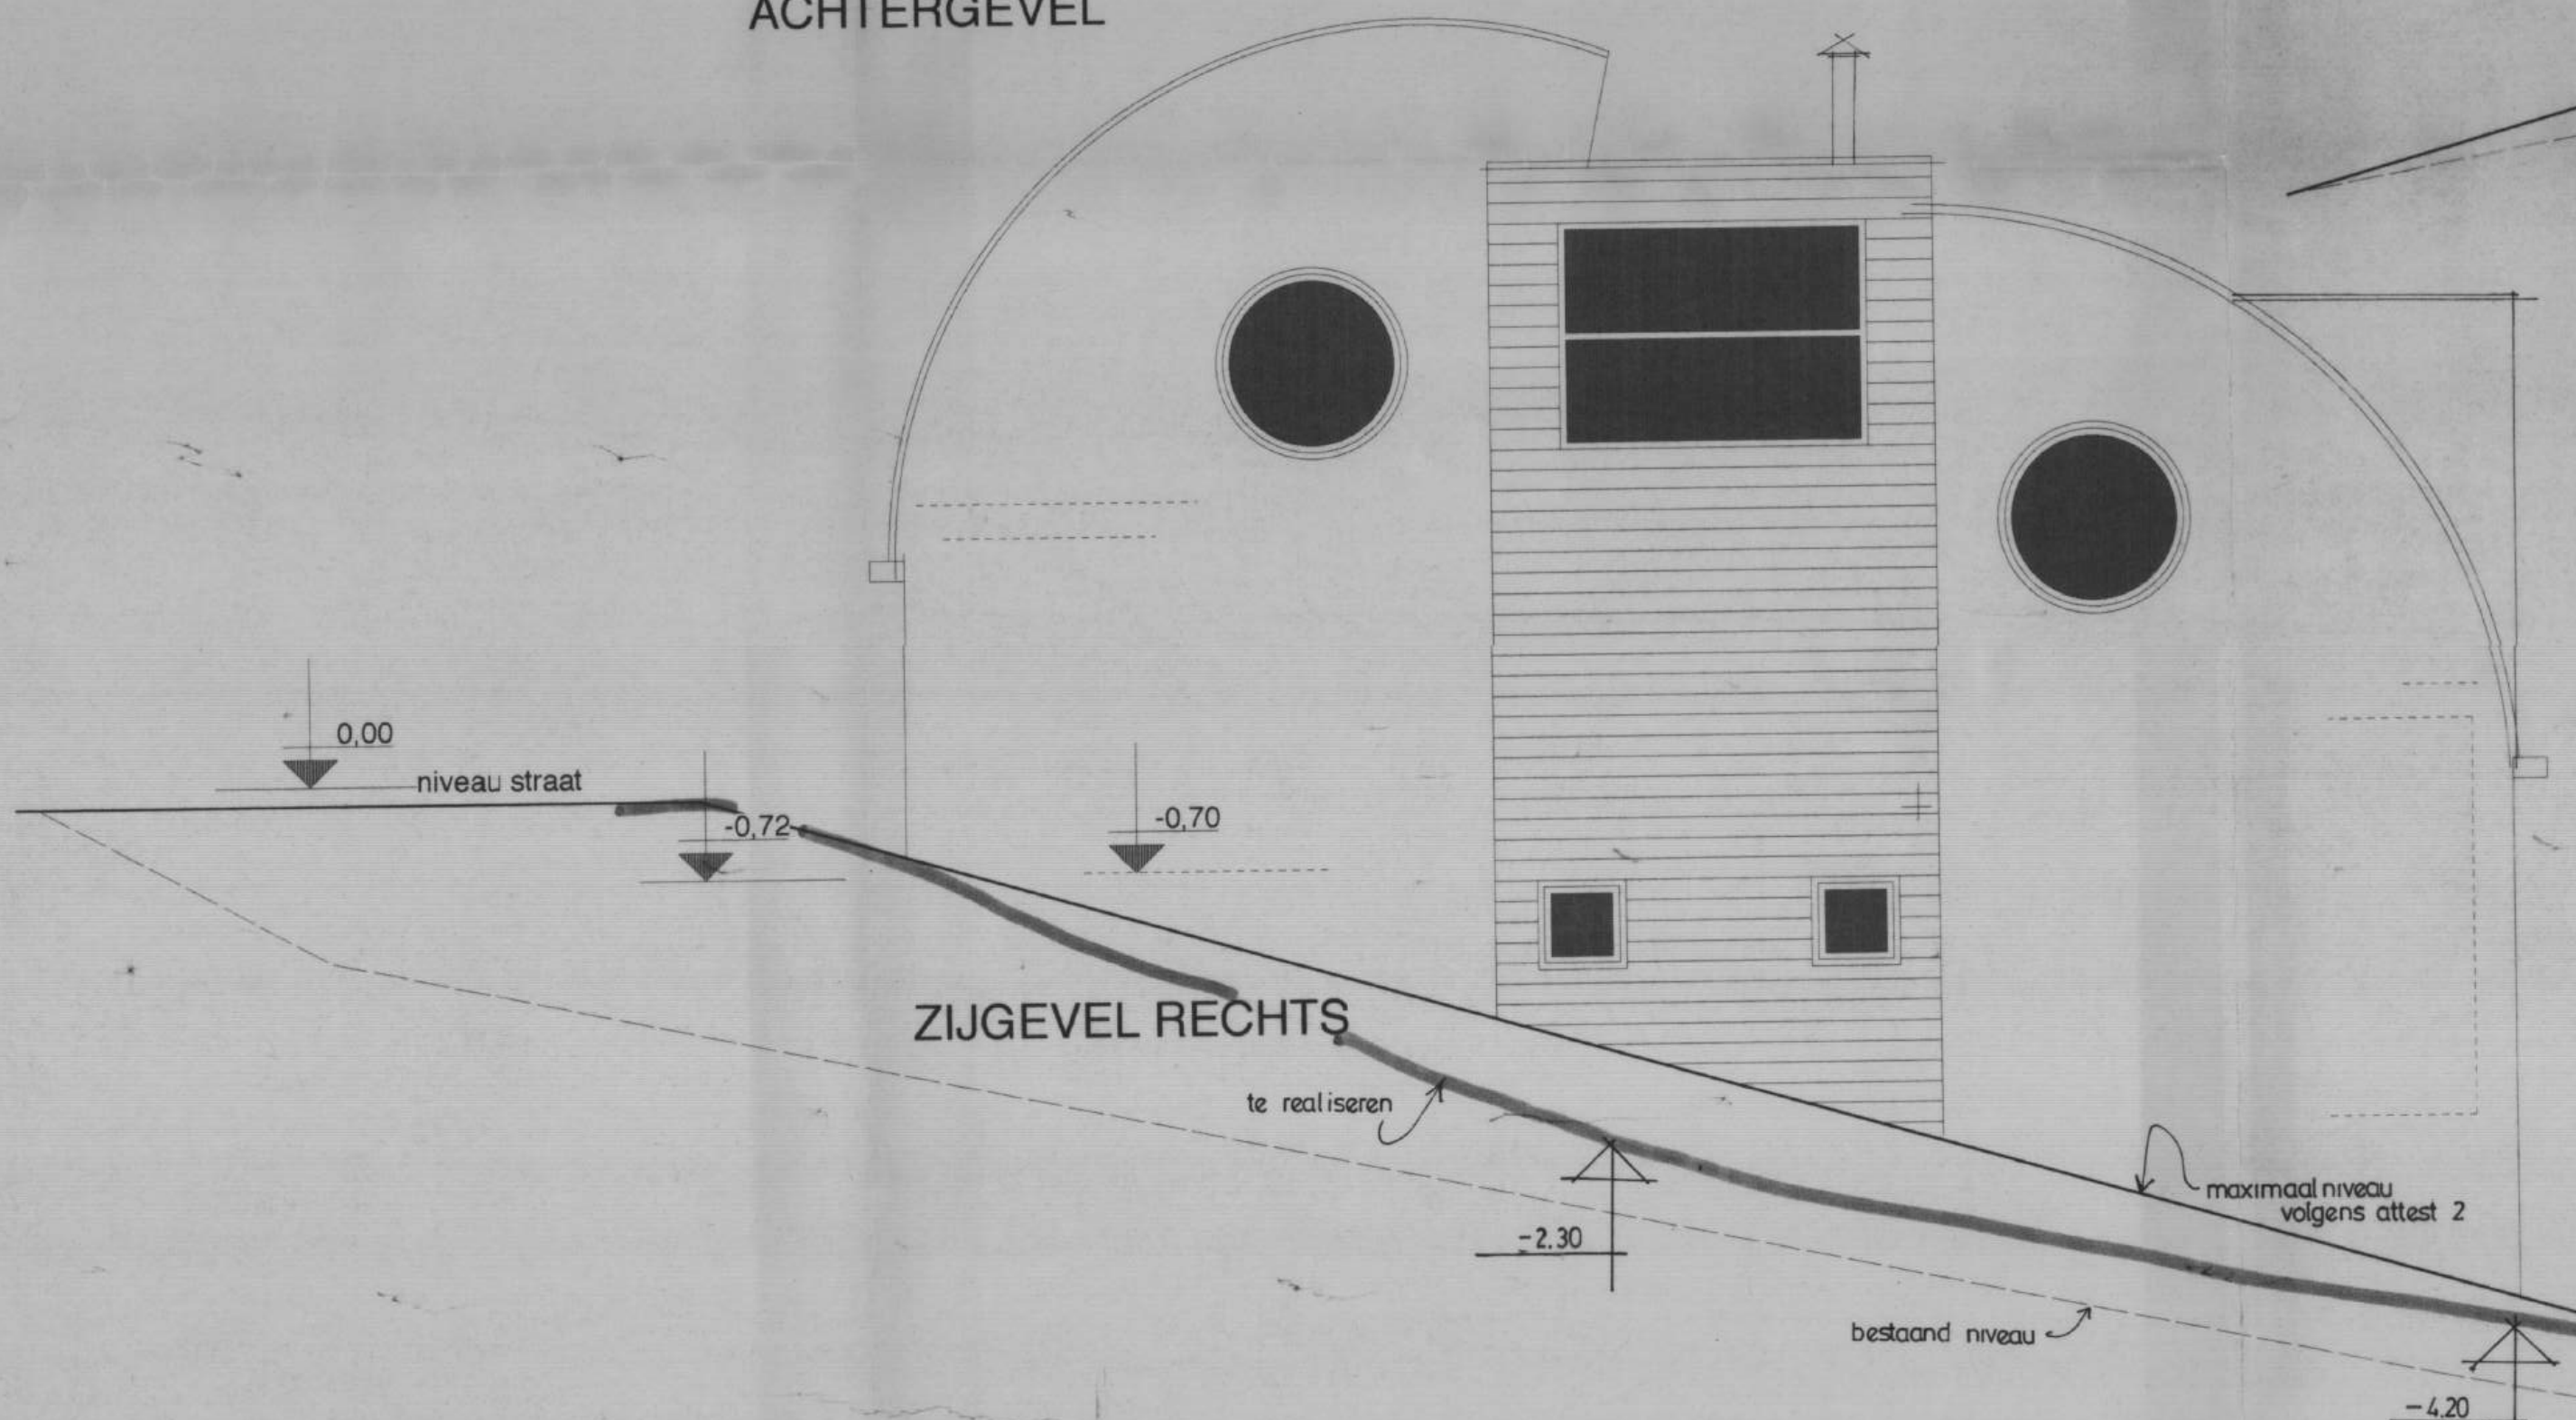 ACHTERGEVEL
0,00
niveau straat
-0,72
-0,70
ZIJGEVEL RECHTS
te realiseren
-2.30
maximaal niveau
volgens attest 2
bestaand niveau
-4.20